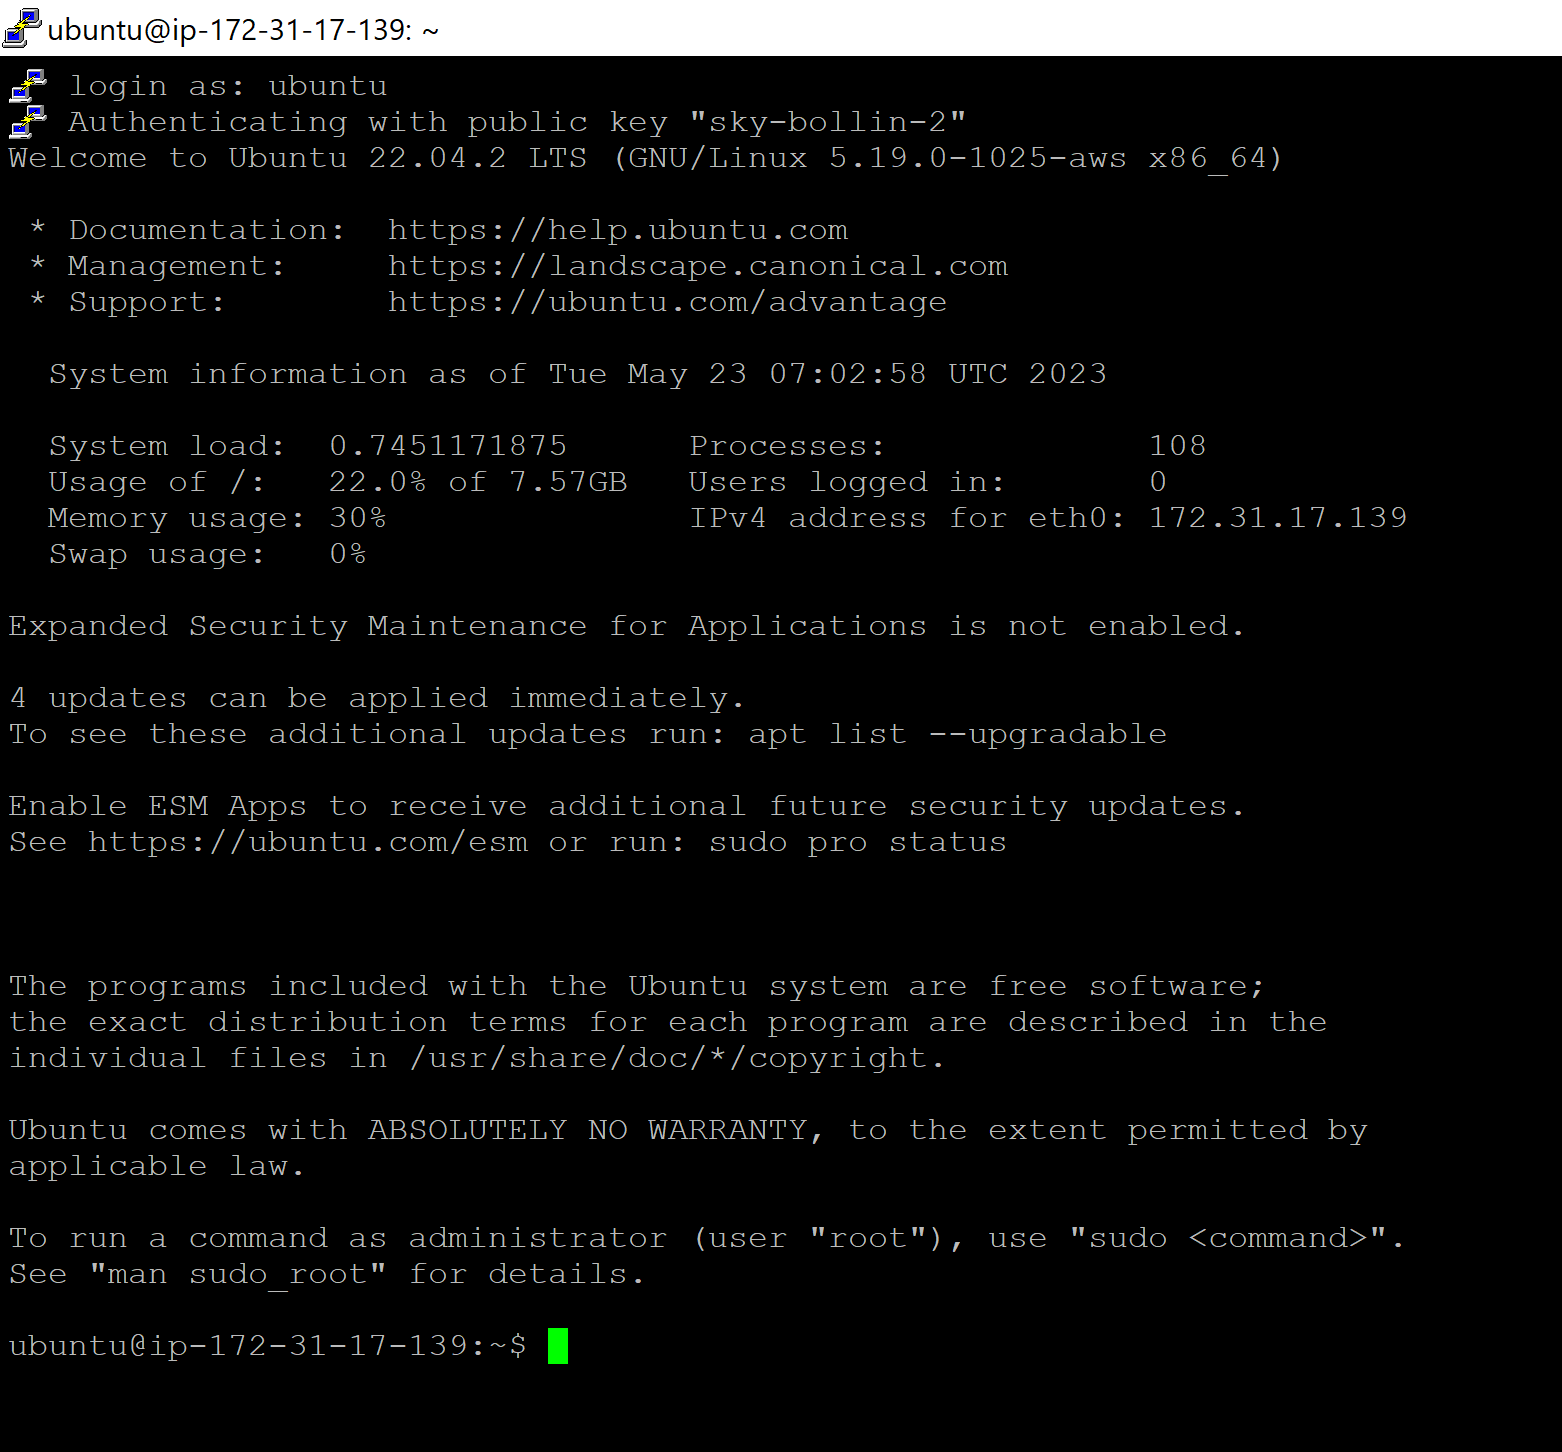 ubuntu@ip-172-31-17-139: ~
login as: ubuntu
Authenticating with public key "sky-bollin-2"
Welcome to Ubuntu 22.04.2 LTS (GNU/Linux 5.19.0-1025-aws x86_64)

 * Documentation:  https://help.ubuntu.com
 * Management:     https://landscape.canonical.com
 * Support:        https://ubuntu.com/advantage

  System information as of Tue May 23 07:02:58 UTC 2023

  System load:  0.7451171875      Processes:             108
  Usage of /:   22.0% of 7.57GB   Users logged in:       0
  Memory usage: 30%               IPv4 address for eth0: 172.31.17.139
  Swap usage:   0%

Expanded Security Maintenance for Applications is not enabled.

4 updates can be applied immediately.
To see these additional updates run: apt list --upgradable

Enable ESM Apps to receive additional future security updates.
See https://ubuntu.com/esm or run: sudo pro status

The programs included with the Ubuntu system are free software;
the exact distribution terms for each program are described in the
individual files in /usr/share/doc/*/copyright.

Ubuntu comes with ABSOLUTELY NO WARRANTY, to the extent permitted by
applicable law.

To run a command as administrator (user "root"), use "sudo <command>".
See "man sudo_root" for details.

ubuntu@ip-172-31-17-139:~$